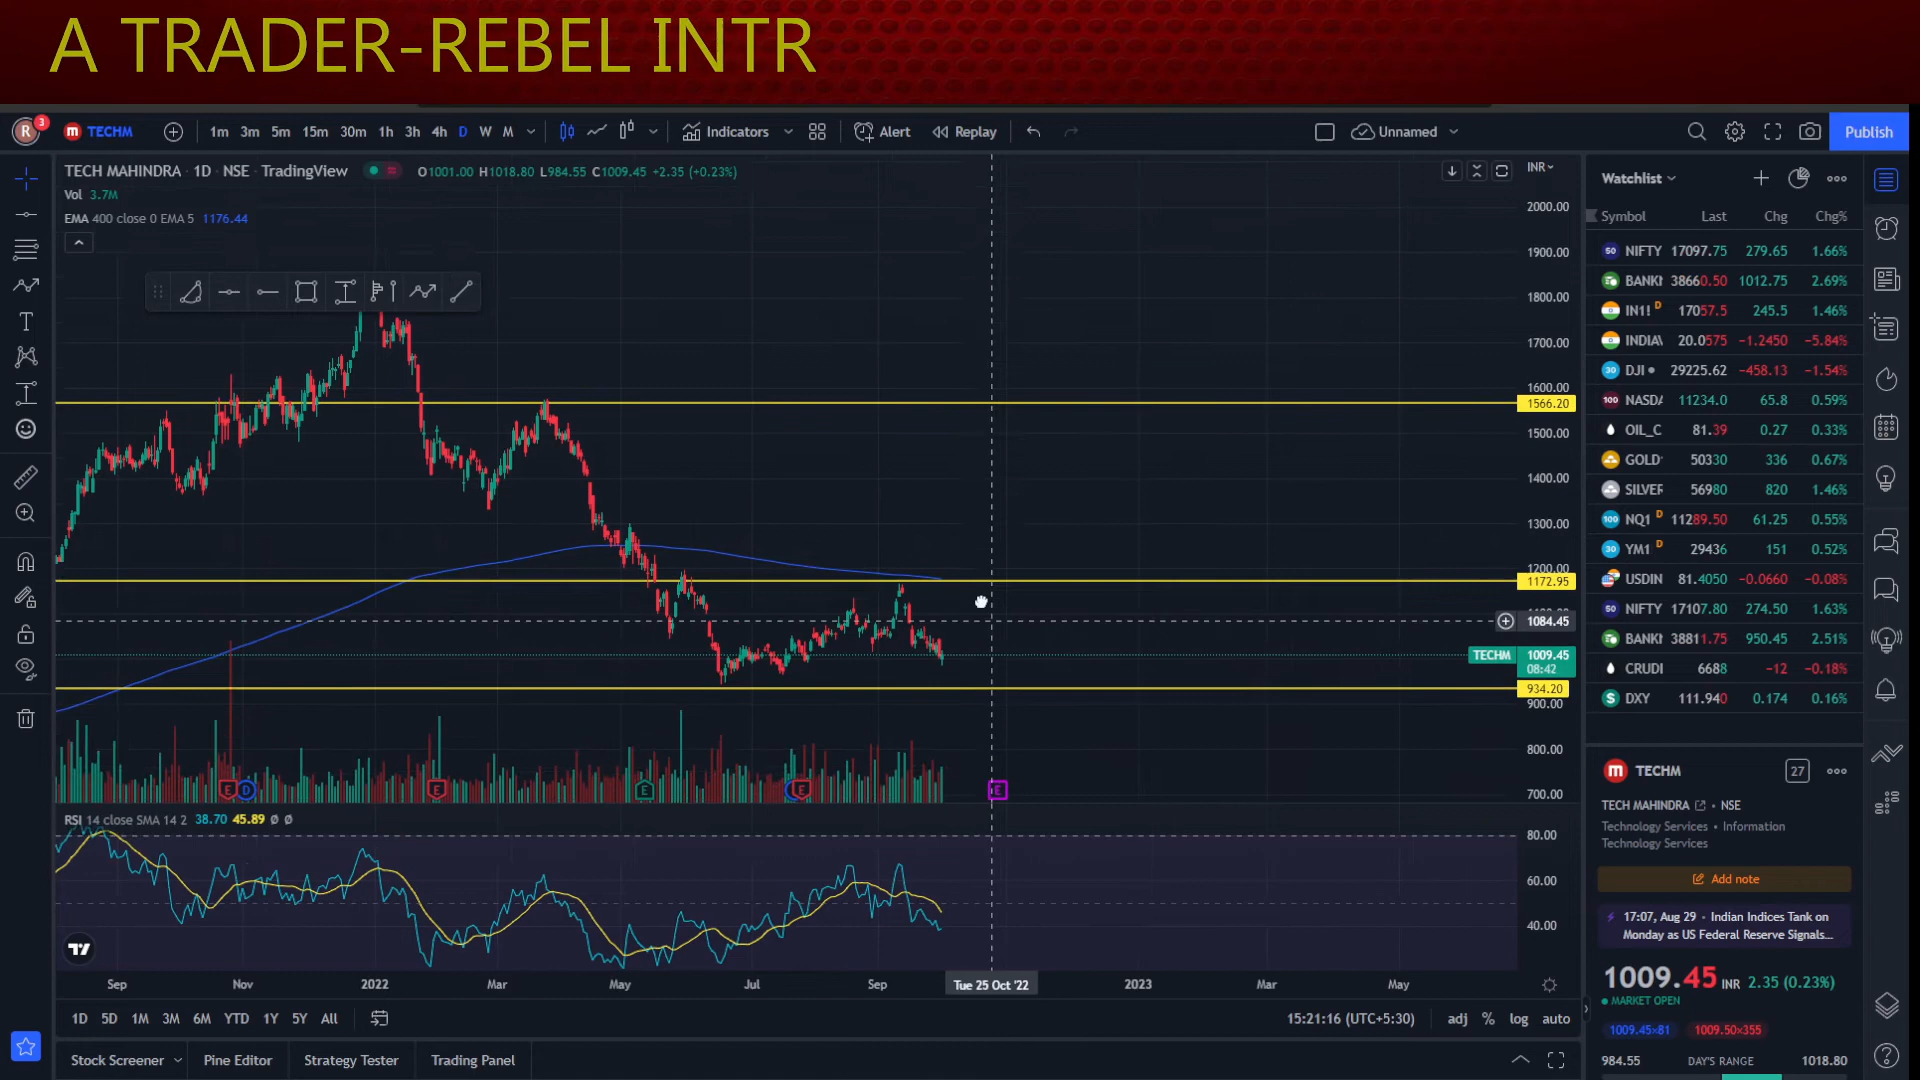 A TRADER-REBEL INTR
R 3 TECHM 1m 3m 5m 15m 30m 1h 3h 4h D W M Indicators Alert Replay Unnamed Publish
TECH MAHINDRA · 1D · NSE · TradingView O1001.00 H1018.80 L984.55 C1009.45 +2.35 (+0.23%) INR
Vol 3.7M
EMA 400 close 0 EMA 5 1176.44
2000.00
1900.00
1800.00
1700.00
1600.00
1566.20
1500.00
1400.00
1300.00
1200.00
1172.95
1084.45
TECHM 1009.45
08:42
934.20
900.00
800.00
700.00
E D E E E E
RSI 14 close SMA 14 2 38.70 45.89 Ø Ø
80.00
60.00
40.00
Sep Nov 2022 Mar May Jul Sep Tue 25 Oct '22 2023 Mar May
1D 5D 1M 3M 6M YTD 1Y 5Y All 15:21:16 (UTC+5:30) adj % log auto
Stock Screener Pine Editor Strategy Tester Trading Panel
Watchlist
Symbol Last Chg Chg%
50 NIFTY 17097.75 279.65 1.66%
BANKI 38660.50 1012.75 2.69%
IN1! D 17057.5 245.5 1.46%
INDIA 20.0575 −1.2450 −5.84%
30 DJI 29225.62 −458.13 −1.54%
100 NASDA 11234.0 65.8 0.59%
OIL_C 81.39 0.27 0.33%
GOLD 50330 336 0.67%
SILVER 56980 820 1.46%
100 NQ1 D 11289.50 61.25 0.55%
30 YM1 D 29436 151 0.52%
USDIN 81.4050 −0.0660 −0.08%
50 NIFTY 17107.80 274.50 1.63%
BANKI 38811.75 950.45 2.51%
CRUDI 6688 −12 −0.18%
$ DXY 111.940 0.174 0.16%
TECHM 27
TECH MAHINDRA • NSE
Technology Services • Information
Technology Services
Add note
17:07, Aug 29 • Indian Indices Tank on
Monday as US Federal Reserve Signals...
1009.45 INR 2.35 (0.23%)
MARKET OPEN
1009.45×81 1009.50×355
984.55 DAY'S RANGE 1018.80